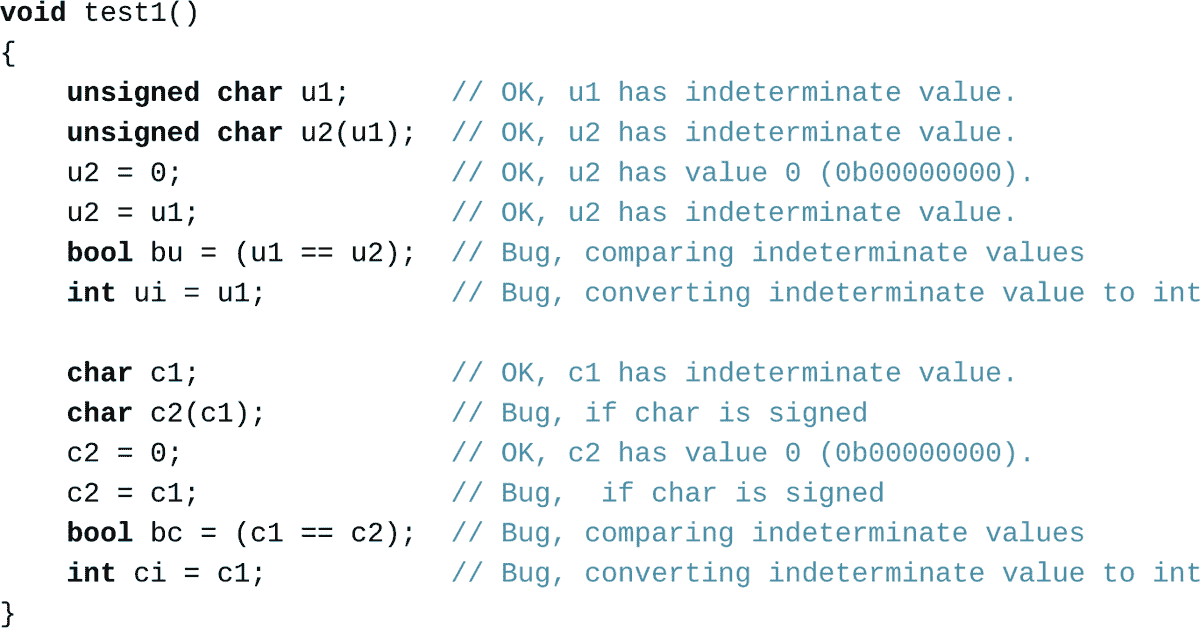 void test1()
{
    unsigned char u1;      // OK, u1 has indeterminate value.
    unsigned char u2(u1);  // OK, u2 has indeterminate value.
    u2 = 0;                // OK, u2 has value 0 (0b00000000).
    u2 = u1;               // OK, u2 has indeterminate value.
    bool bu = (u1 == u2);  // Bug, comparing indeterminate values
    int ui = u1;           // Bug, converting indeterminate value to int

    char c1;               // OK, c1 has indeterminate value.
    char c2(c1);           // Bug, if char is signed
    c2 = 0;                // OK, c2 has value 0 (0b00000000).
    c2 = c1;               // Bug,  if char is signed
    bool bc = (c1 == c2);  // Bug, comparing indeterminate values
    int ci = c1;           // Bug, converting indeterminate value to int
}